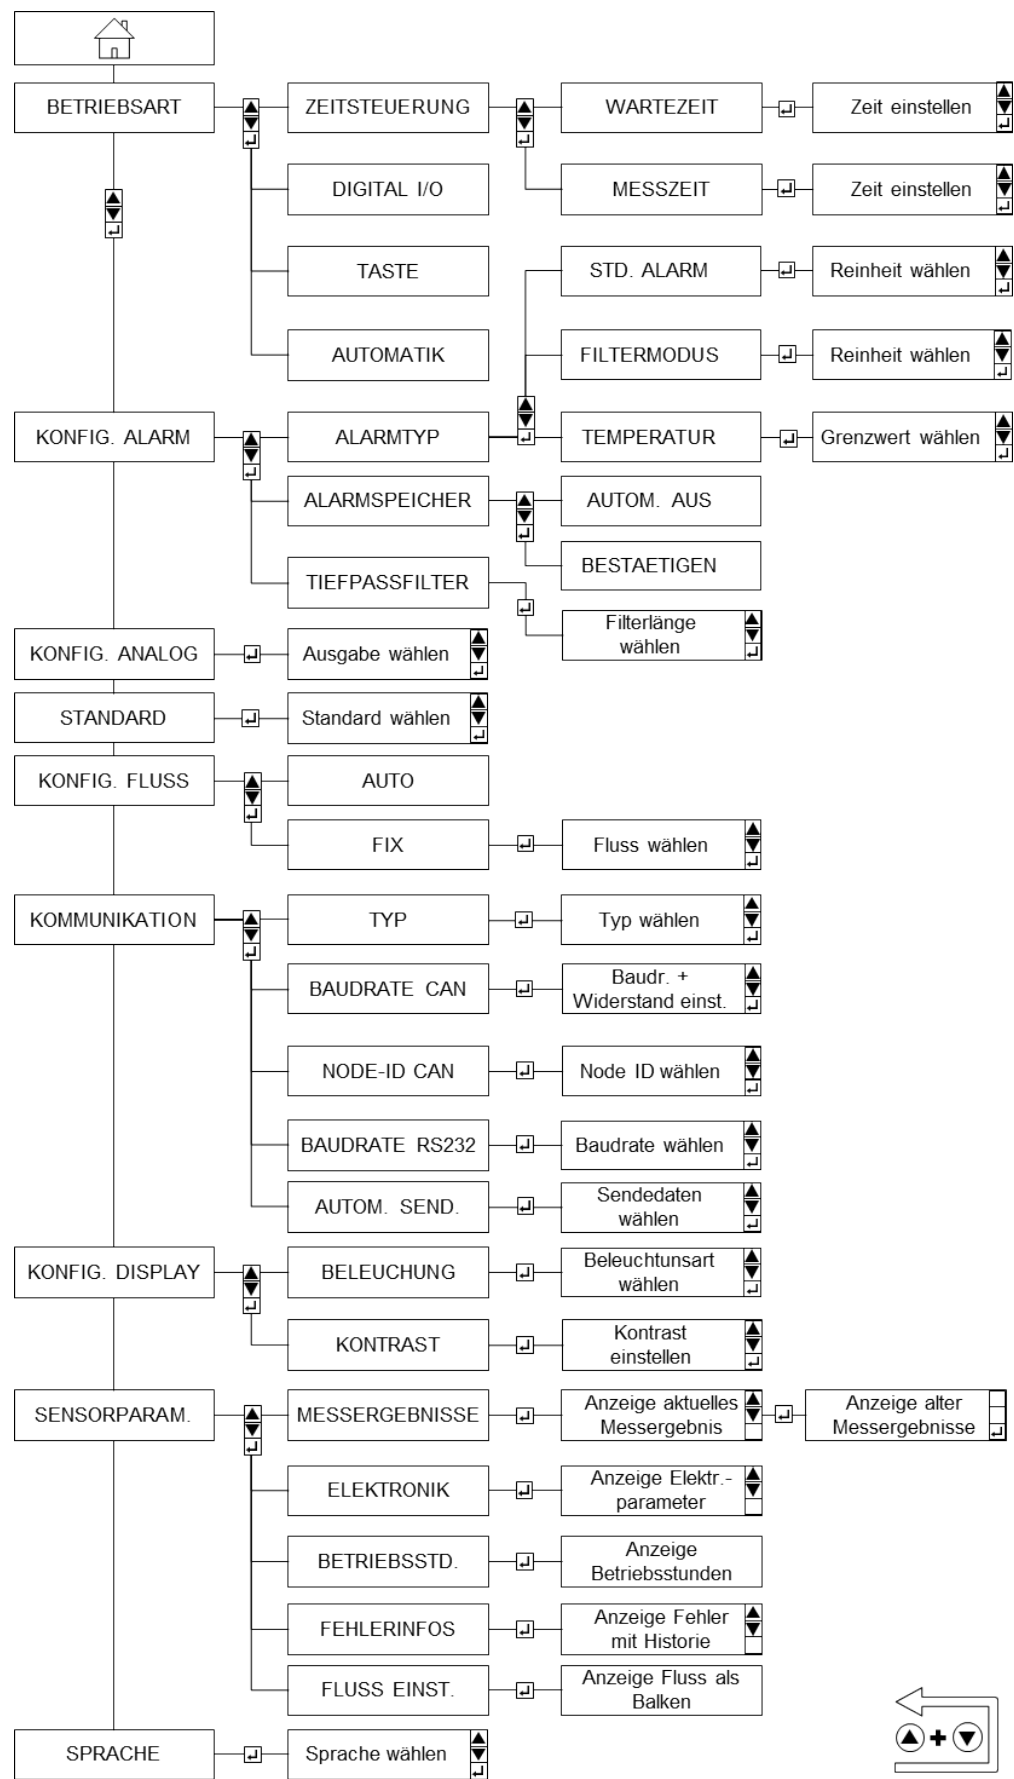 BETRIEBSART
ZEITSTEUERUNG
WARTEZEIT
Zeit einstellen
DIGITAL I/O
MESSZEIT
Zeit einstellen
TASTE
STD. ALARM
Reinheit wählen
AUTOMATIK
FILTERMODUS
Reinheit wählen
KONFIG. ALARM
ALARMTYP
TEMPERATUR
Grenzwert wählen
ALARMSPEICHER
AUTOM. AUS
BESTAETIGEN
TIEFPASSFILTER
Filterlänge
wählen
KONFIG. ANALOG
Ausgabe wählen
STANDARD
Standard wählen
KONFIG. FLUSS
AUTO
FIX
Fluss wählen
KOMMUNIKATION
TYP
Typ wählen
BAUDRATE CAN
Baudr. +
Widerstand einst.
NODE-ID CAN
Node ID wählen
BAUDRATE RS232
Baudrate wählen
AUTOM. SEND.
Sendedaten
wählen
KONFIG. DISPLAY
BELEUCHUNG
Beleuchtunsart
wählen
KONTRAST
Kontrast
einstellen
SENSORPARAM.
MESSERGEBNISSE
Anzeige aktuelles
Messergebnis
Anzeige alter
Messergebnisse
ELEKTRONIK
Anzeige Elektr.-
parameter
BETRIEBSSTD.
Anzeige
Betriebsstunden
FEHLERINFOS
Anzeige Fehler
mit Historie
FLUSS EINST.
Anzeige Fluss als
Balken
SPRACHE
Sprache wählen
+